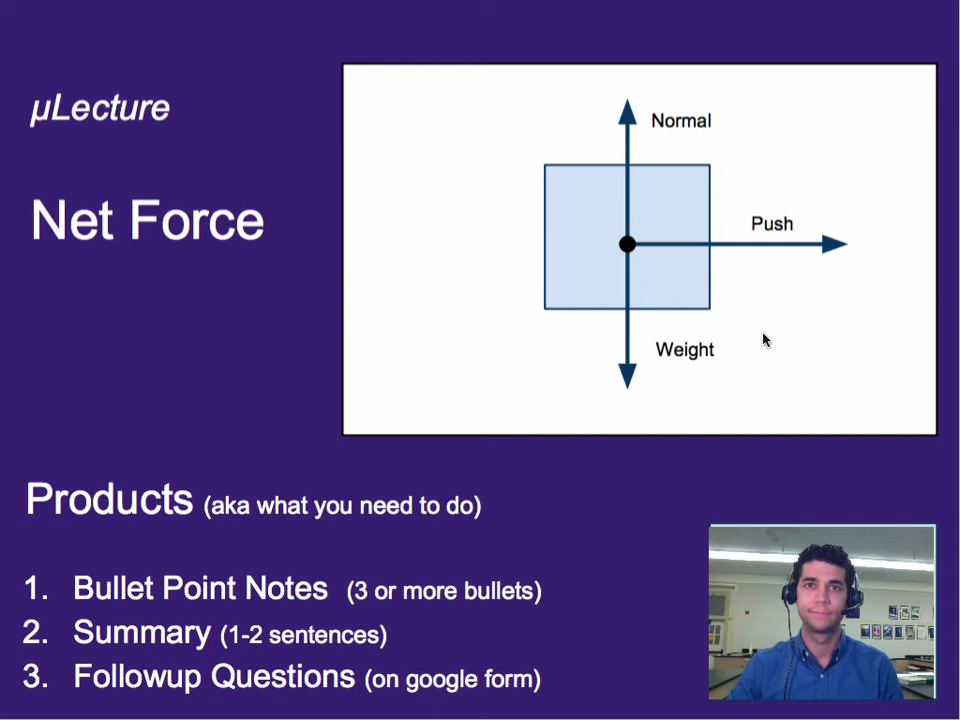 µLecture
Net Force
Normal
Push
Weight
Products (aka what you need to do)
1. Bullet Point Notes (3 or more bullets)
2. Summary (1-2 sentences)
3. Followup Questions (on google form)